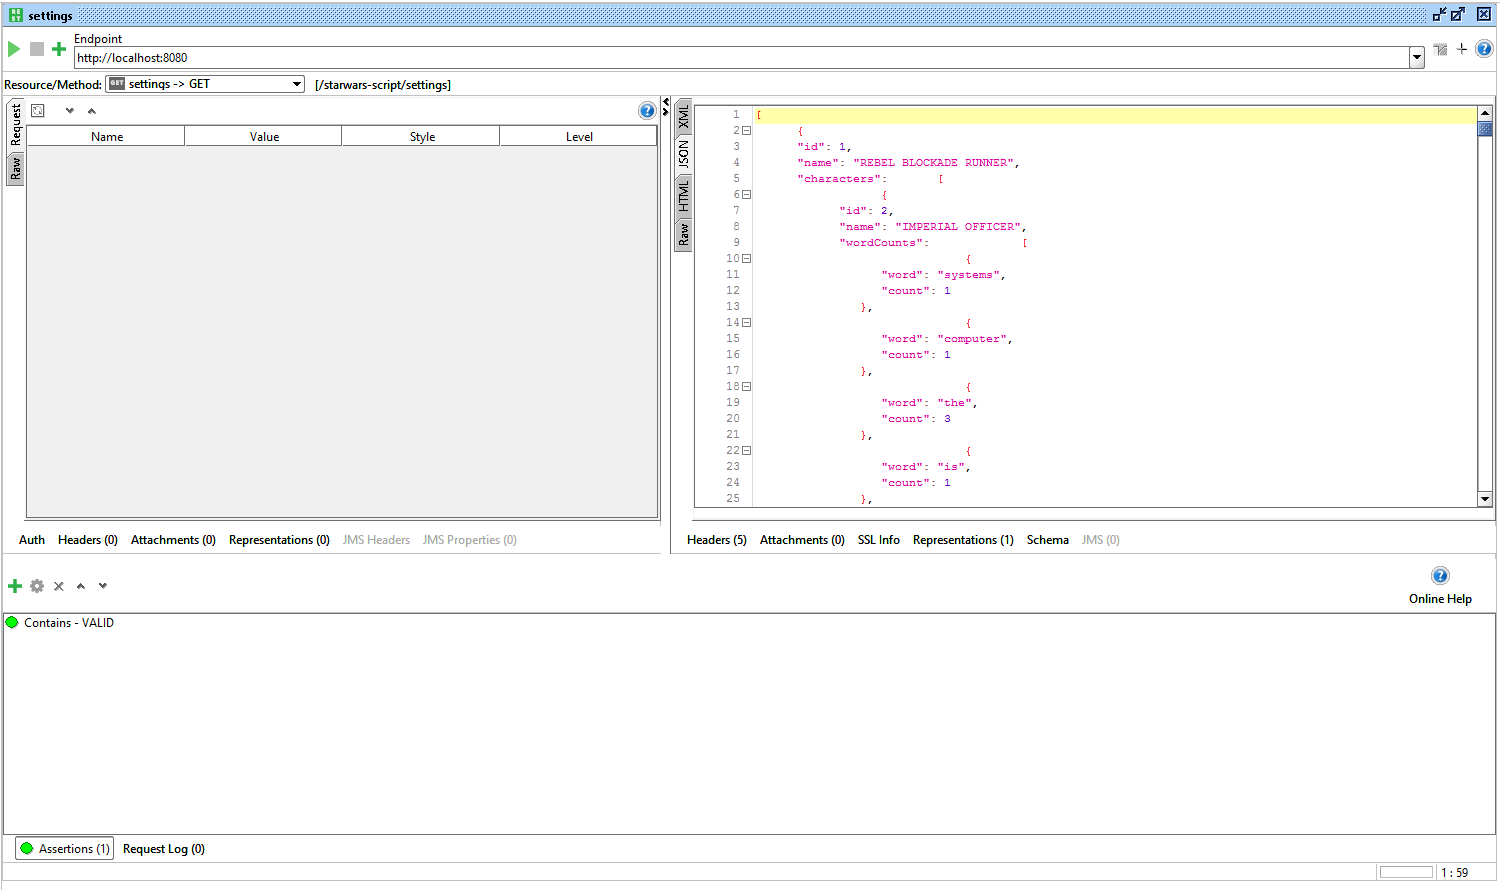 settings
Endpoint
http://localhost:8080
Resource/Method: GET settings -> GET [/starwars-script/settings]
Request
Raw
Name Value Style Level
XML
JSON
HTML
Raw
1 [
2 {
3 "id": 1,
4 "name": "REBEL BLOCKADE RUNNER",
5 "characters": [
6 {
7 "id": 2,
8 "name": "IMPERIAL OFFICER",
9 "wordCounts": [
10 {
11 "word": "systems",
12 "count": 1
13 },
14 {
15 "word": "computer",
16 "count": 1
17 },
18 {
19 "word": "the",
20 "count": 3
21 },
22 {
23 "word": "is",
24 "count": 1
25 },
Auth Headers (0) Attachments (0) Representations (0) JMS Headers JMS Properties (0)
Headers (5) Attachments (0) SSL Info Representations (1) Schema JMS (0)
Online Help
Contains - VALID
Assertions (1) Request Log (0)
1 : 59